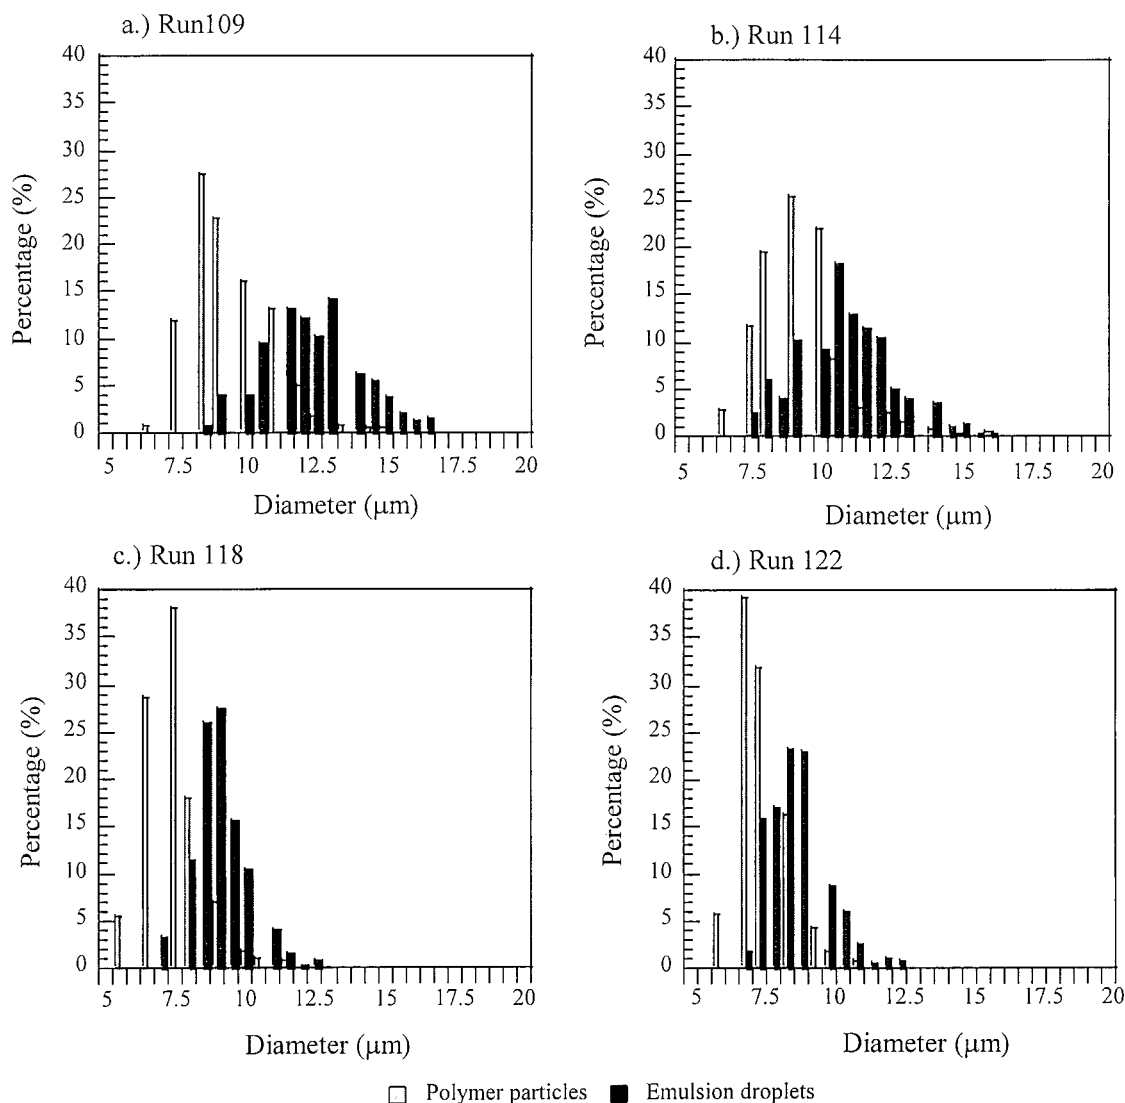 a.) Run109
40
35
30
25
20
15
10
5
0
Percentage (%)
5 7.5 10 12.5 15 17.5 20
Diameter (μm)
b.) Run 114
40
35
30
25
20
15
10
5
0
Percentage (%)
5 7.5 10 12.5 15 17.5 20
Diameter (μm)
c.) Run 118
40
35
30
25
20
15
10
5
0
Percentage (%)
5 7.5 10 12.5 15 17.5 20
Diameter (μm)
d.) Run 122
40
35
30
25
20
15
10
5
0
Percentage (%)
5 7.5 10 12.5 15 17.5 20
Diameter (μm)
Polymer particles Emulsion droplets